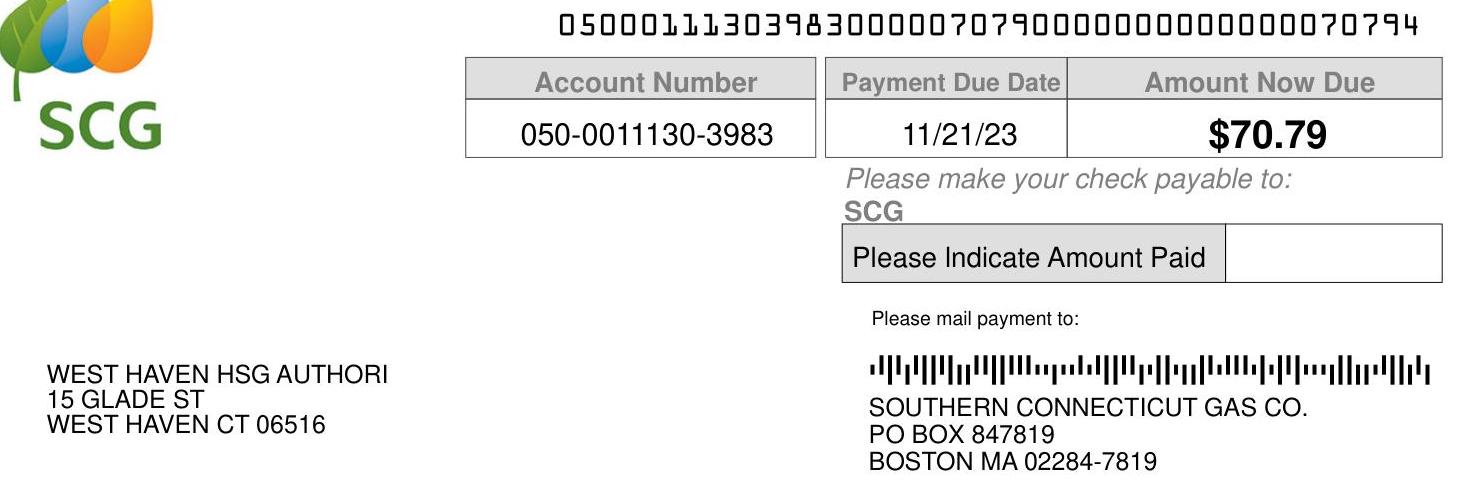 050001113039830000070790000000000000070794
SCG
Account Number Payment Due Date Amount Now Due
050-0011130-3983 11/21/23 $70.79
Please make your check payable to:
SCG
Please Indicate Amount Paid
Please mail payment to:
WEST HAVEN HSG AUTHORI
15 GLADE ST
WEST HAVEN CT 06516
SOUTHERN CONNECTICUT GAS CO.
PO BOX 847819
BOSTON MA 02284-7819